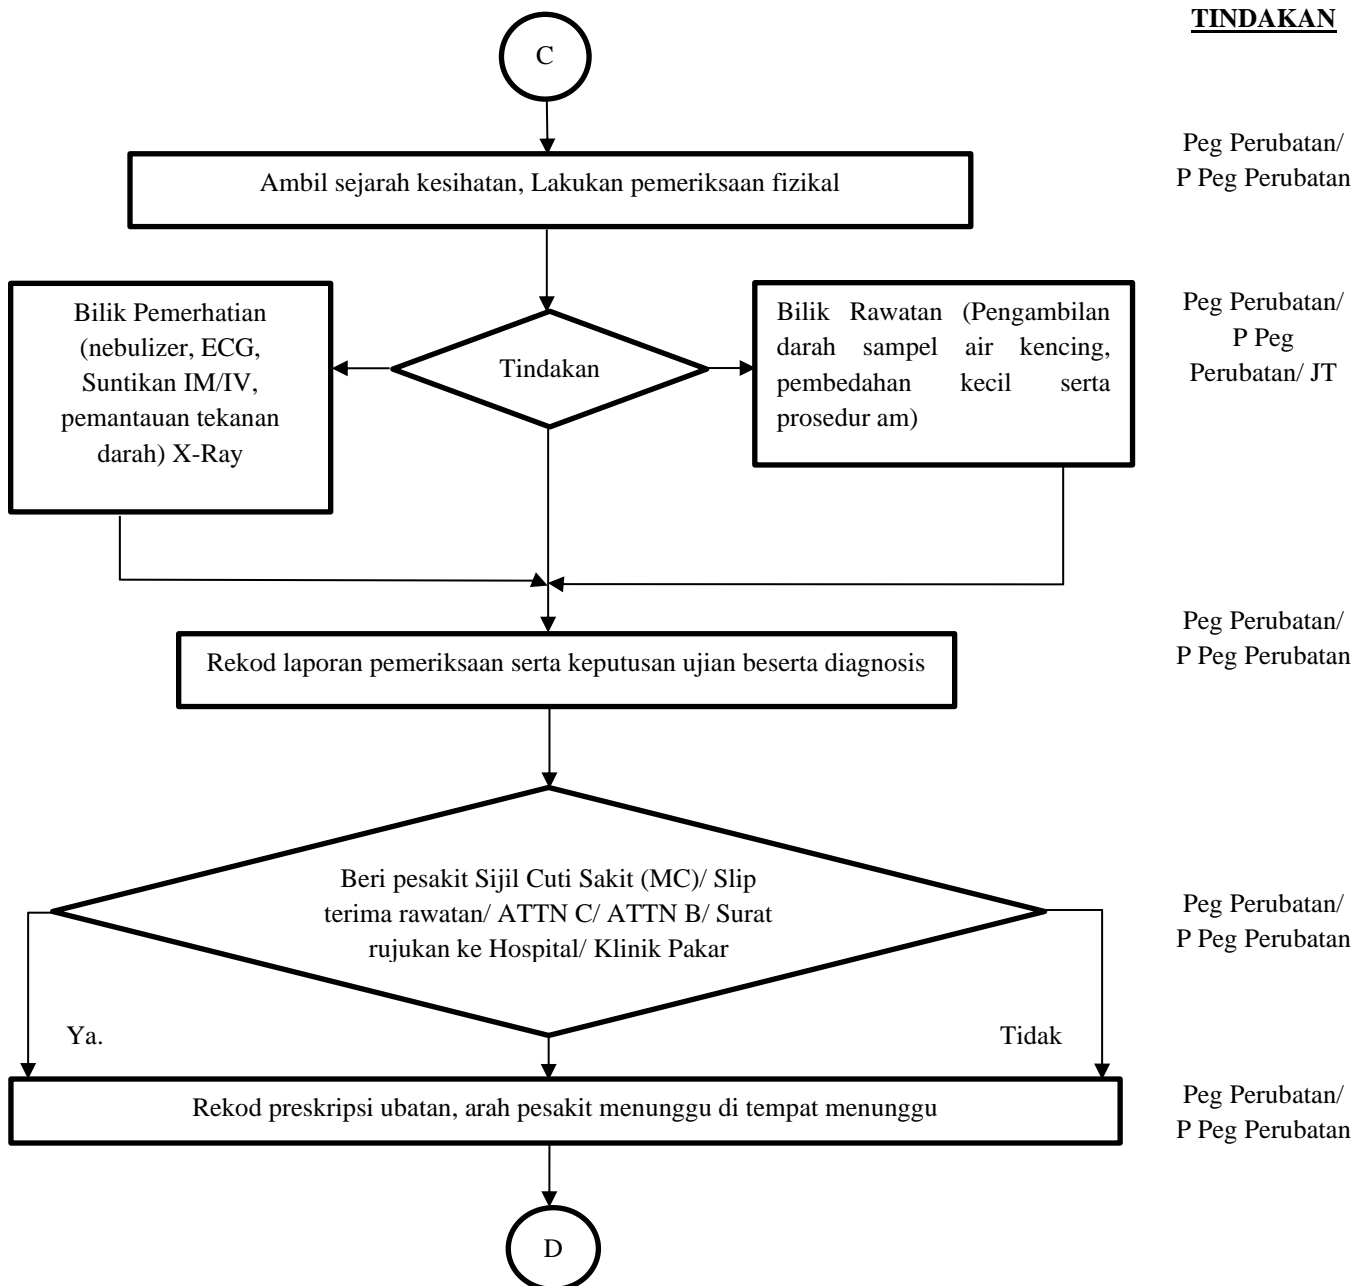 TINDAKAN
C
Peg Perubatan/
P Peg Perubatan
Ambil sejarah kesihatan, Lakukan pemeriksaan fizikal
Bilik Pemerhatian
(nebulizer, ECG,
Suntikan IM/IV,
pemantauan tekanan
darah) X-Ray
Tindakan
Bilik Rawatan (Pengambilan
darah sampel air kencing,
pembedahan kecil serta
prosedur am)
Peg Perubatan/
P Peg
Perubatan/ JT
Rekod laporan pemeriksaan serta keputusan ujian beserta diagnosis
Peg Perubatan/
P Peg Perubatan
Beri pesakit Sijil Cuti Sakit (MC)/ Slip
terima rawatan/ ATTN C/ ATTN B/ Surat
rujukan ke Hospital/ Klinik Pakar
Peg Perubatan/
P Peg Perubatan
Ya.
Tidak
Rekod preskripsi ubatan, arah pesakit menunggu di tempat menunggu
Peg Perubatan/
P Peg Perubatan
D